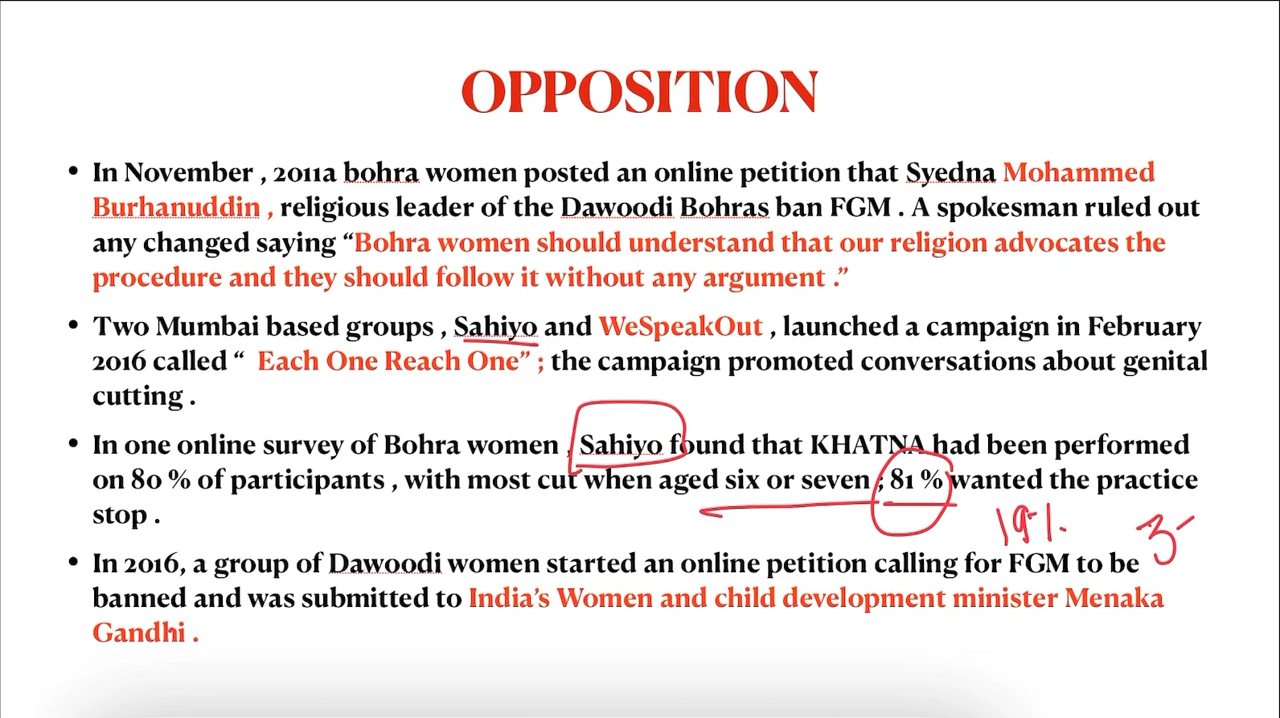 OPPOSITION
• In November , 2011a bohra women posted an online petition that Syedna Mohammed
Burhanuddin , religious leader of the Dawoodi Bohras ban FGM . A spokesman ruled out
any changed saying “Bohra women should understand that our religion advocates the
procedure and they should follow it without any argument .”
• Two Mumbai based groups , Sahiyo and WeSpeakOut , launched a campaign in February
2016 called “ Each One Reach One” ; the campaign promoted conversations about genital
cutting .
• In one online survey of Bohra women , Sahiyo found that KHATNA had been performed
on 80 % of participants , with most cut when aged six or seven ; 81 % wanted the practice
stop .
19%
• In 2016, a group of Dawoodi women started an online petition calling for FGM to be
banned and was submitted to India’s Women and child development minister Menaka
Gandhi .